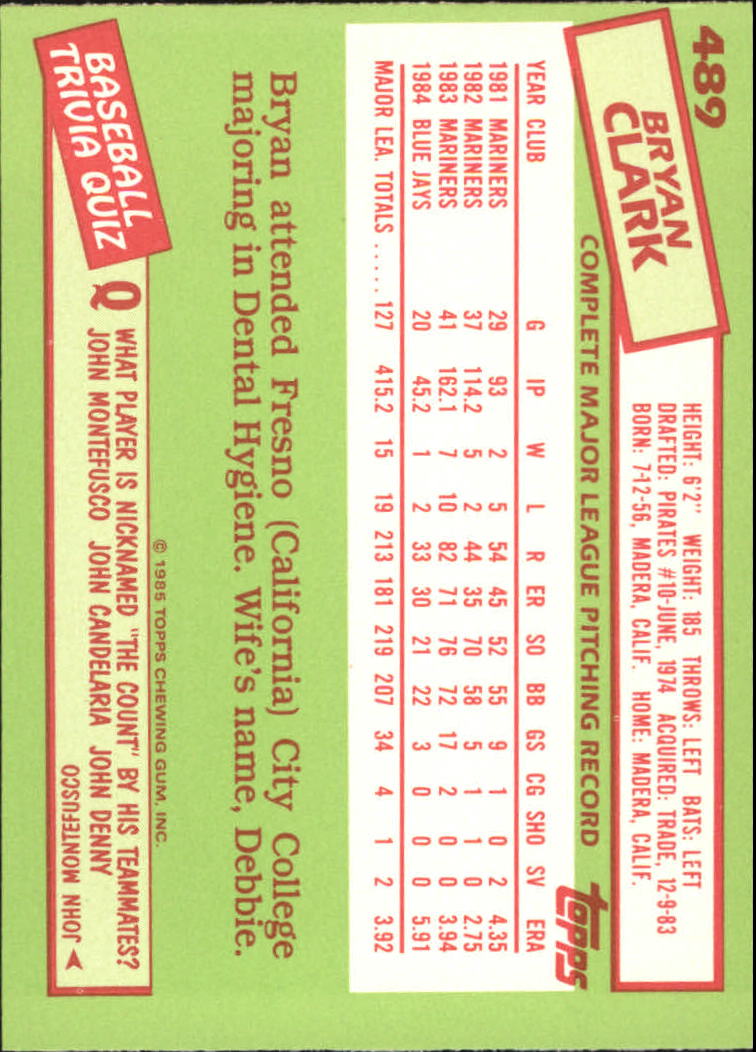 489
BRYAN
CLARK
HEIGHT: 6'2" WEIGHT: 185 THROWS: LEFT BATS: LEFT
DRAFTED: PIRATES #10-JUNE, 1974 ACQUIRED: TRADE, 12-9-83
BORN: 7-12-56, MADERA, CALIF. HOME: MADERA, CALIF.
COMPLETE MAJOR LEAGUE PITCHING RECORD
topps
YEAR CLUB G IP W L R ER SO BB GS CG SHO SV ERA
1981 MARINERS 29 93 2 5 54 45 52 55 9 1 0 2 4.35
1982 MARINERS 37 114.2 5 2 44 35 70 58 5 1 1 0 2.75
1983 MARINERS 41 162.1 7 10 82 71 76 72 17 2 0 0 3.94
1984 BLUE JAYS 20 45.2 1 2 33 30 21 22 3 0 0 0 5.91
MAJOR LEA. TOTALS ..... 127 415.2 15 19 213 181 219 207 34 4 1 2 3.92
Bryan attended Fresno (California) City College
majoring in Dental Hygiene. Wife's name, Debbie.
© 1985 TOPPS CHEWING GUM, INC.
BASEBALL
TRIVIA QUIZ
Q WHAT PLAYER IS NICKNAMED "THE COUNT" BY HIS TEAMMATES?
JOHN MONTEFUSCO JOHN CANDELARIA JOHN DENNY
JOHN MONTEFUSCO